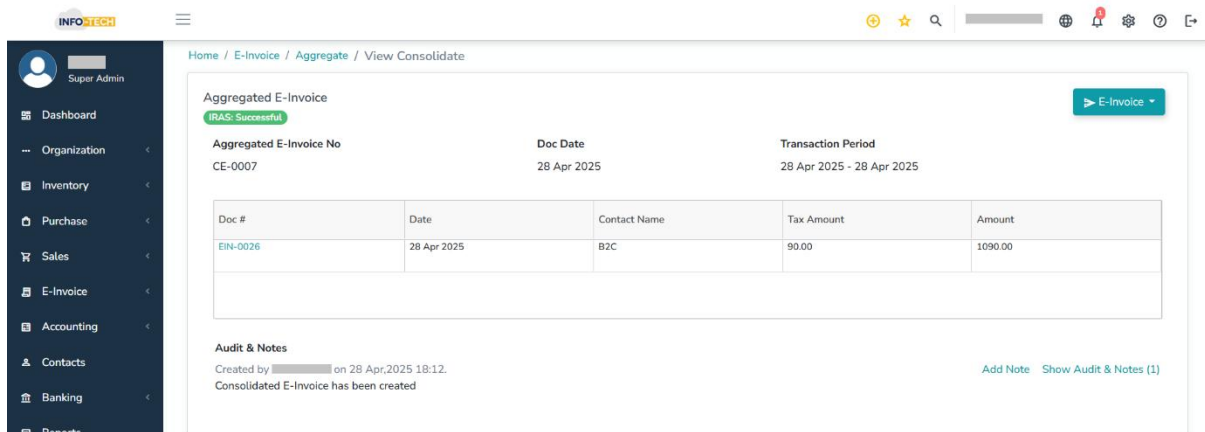 INFO-TECH
1
Home / E-Invoice / Aggregate / View Consolidate
Super Admin
Dashboard
Organization
Inventory
Purchase
Sales
E-Invoice
Accounting
Contacts
Banking
Reports
Aggregated E-Invoice
E-Invoice
IRAS: Successful
Aggregated E-Invoice No Doc Date Transaction Period
CE-0007 28 Apr 2025 28 Apr 2025 - 28 Apr 2025
Doc # Date Contact Name Tax Amount Amount
EIN-0026 28 Apr 2025 B2C 90.00 1090.00
Audit & Notes
Created by on 28 Apr,2025 18:12.
Add Note Show Audit & Notes (1)
Consolidated E-Invoice has been created